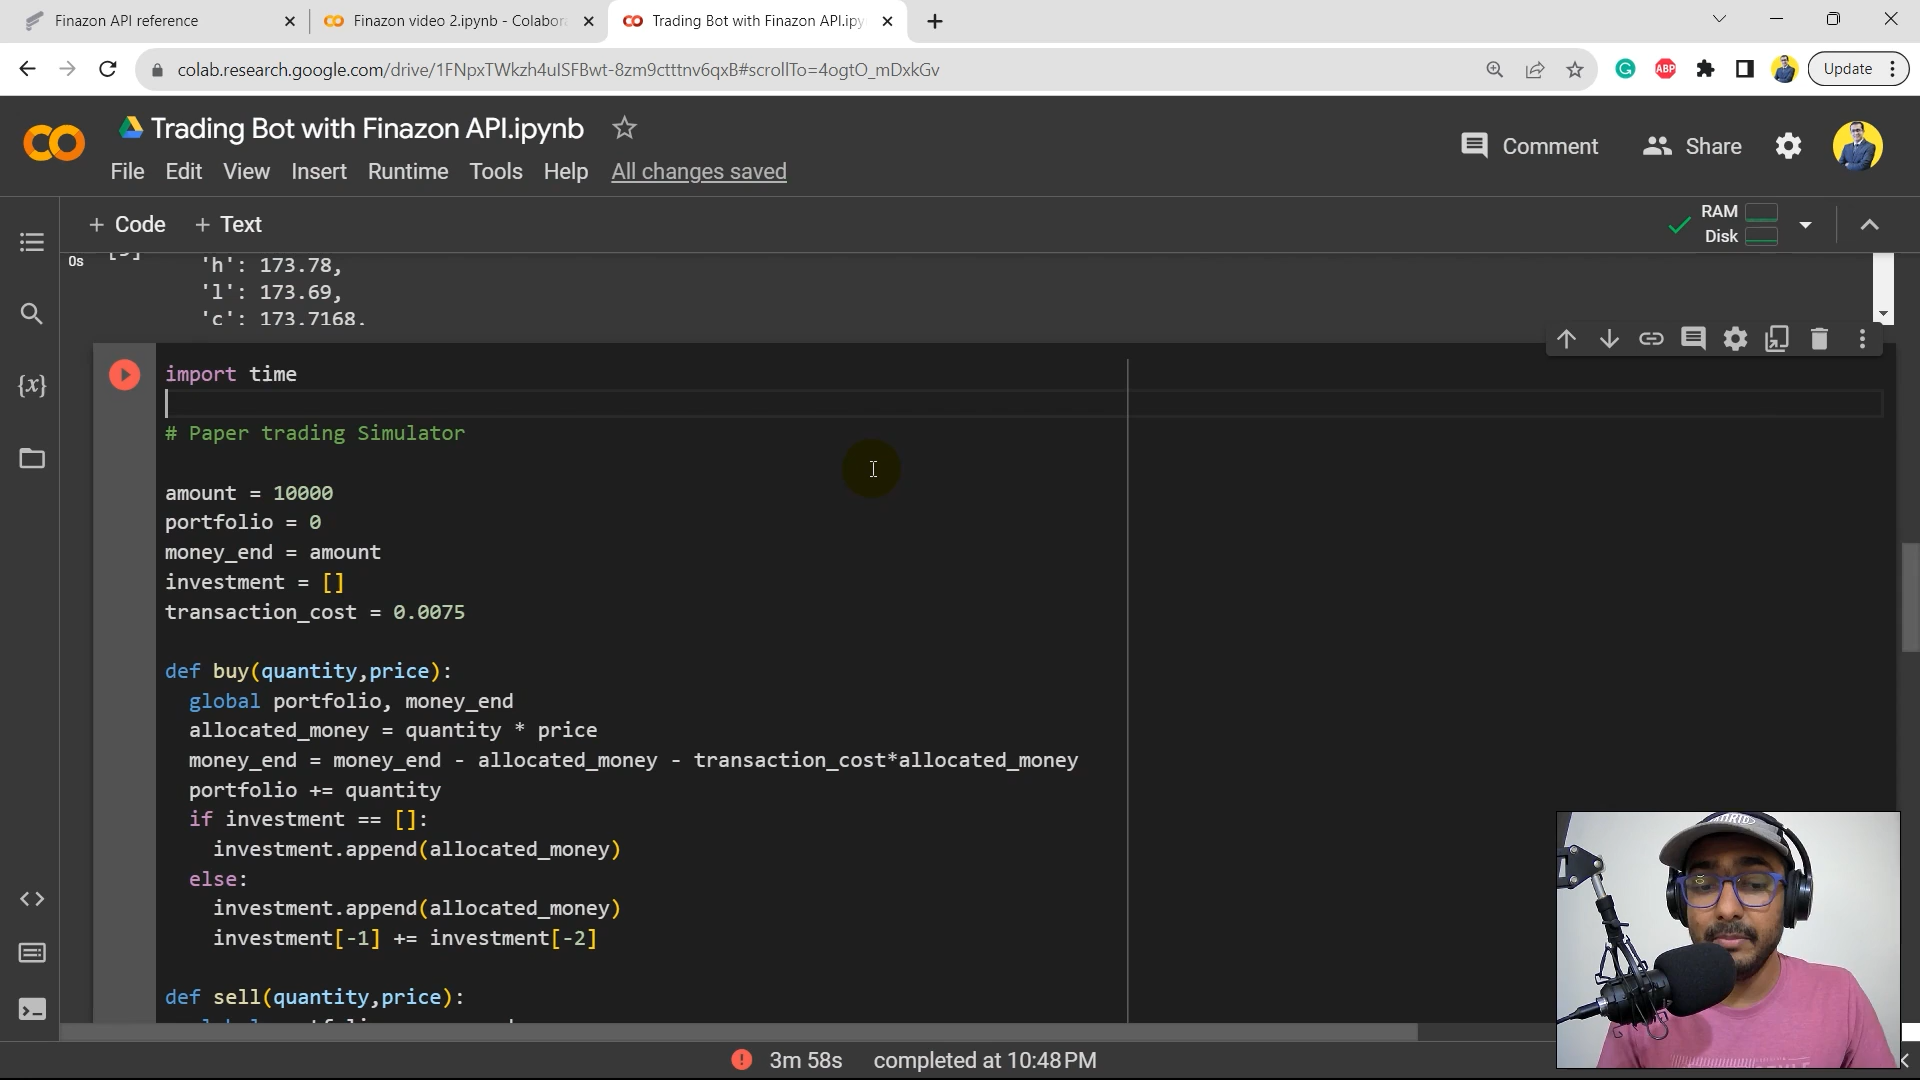 Finazon API reference
Finazon video 2.ipynb - Colabor
Trading Bot with Finazon API.ipy
colab.research.google.com/drive/1FNpxTWkzh4ulSFBwt-8zm9ctttnv6qxB#scrollTo=4ogtO_mDxkGv
ABP
Update
Trading Bot with Finazon API.ipynb
Comment
Share
File Edit View Insert Runtime Tools Help All changes saved
+ Code + Text
RAM
Disk
0s
'h': 173.78,
'l': 173.69,
'c': 173.7168,
import time
# Paper trading Simulator
amount = 10000
portfolio = 0
money_end = amount
investment = []
transaction_cost = 0.0075
def buy(quantity,price):
global portfolio, money_end
allocated_money = quantity * price
money_end = money_end - allocated_money - transaction_cost*allocated_money
portfolio += quantity
if investment == []:
investment.append(allocated_money)
else:
investment.append(allocated_money)
investment[-1] += investment[-2]
def sell(quantity,price):
3m 58s completed at 10:48 PM